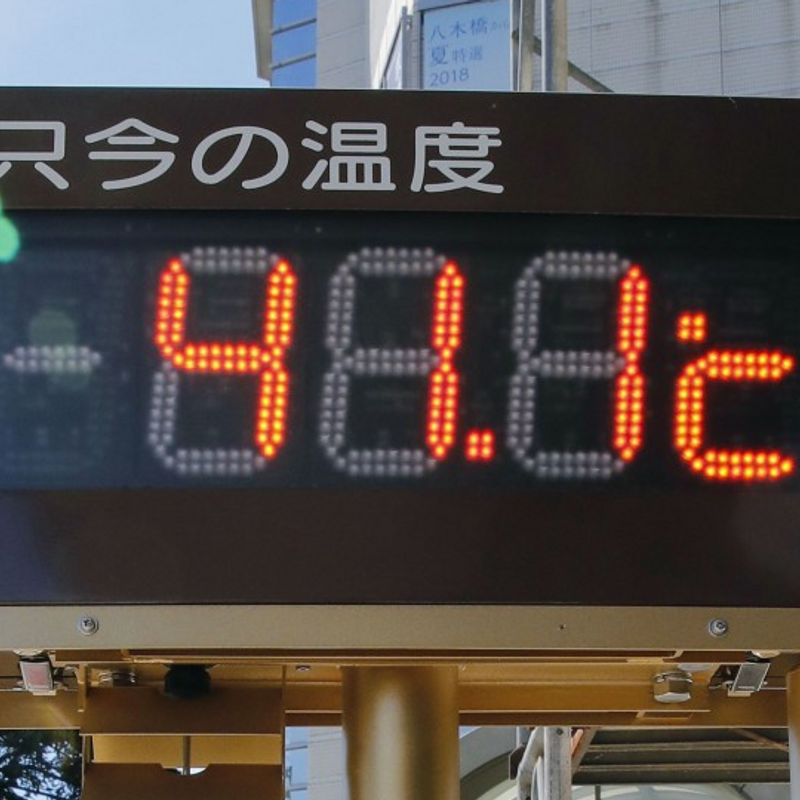 八木橋から
夏特選
2018
只今の温度
41.1℃